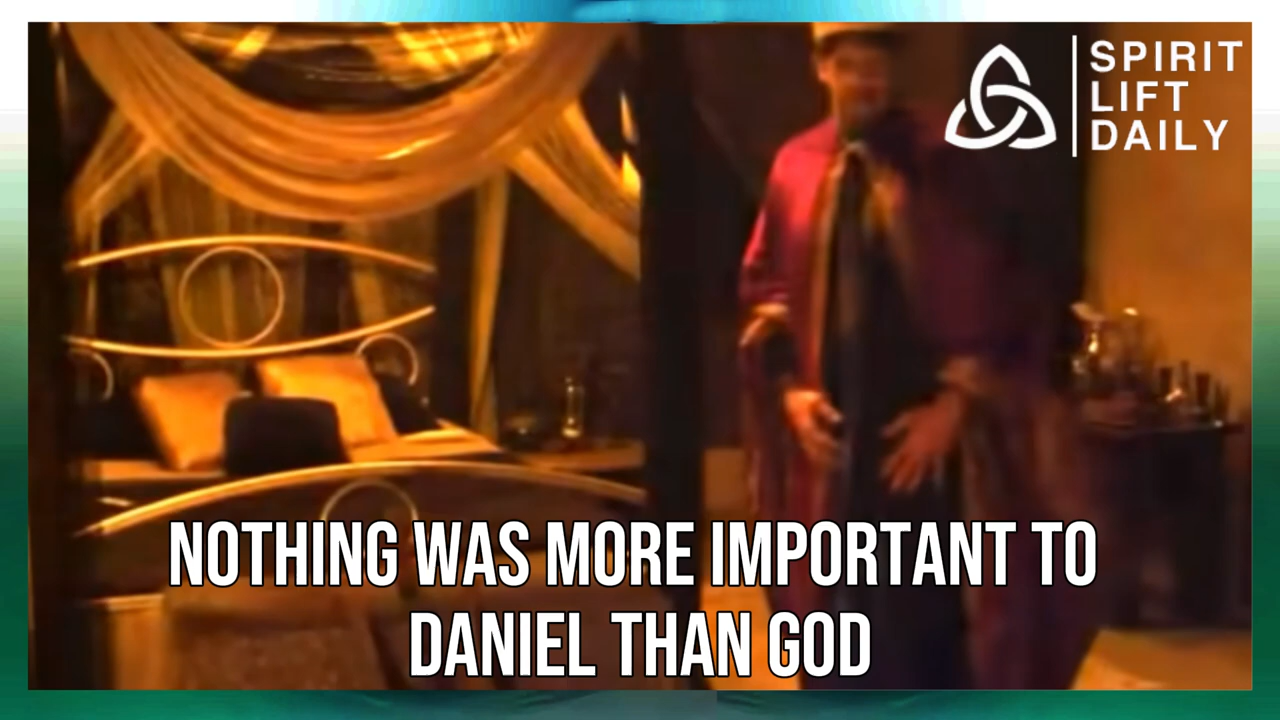 SPIRIT
LIFT
DAILY
NOTHING WAS MORE IMPORTANT TO
DANIEL THAN GOD